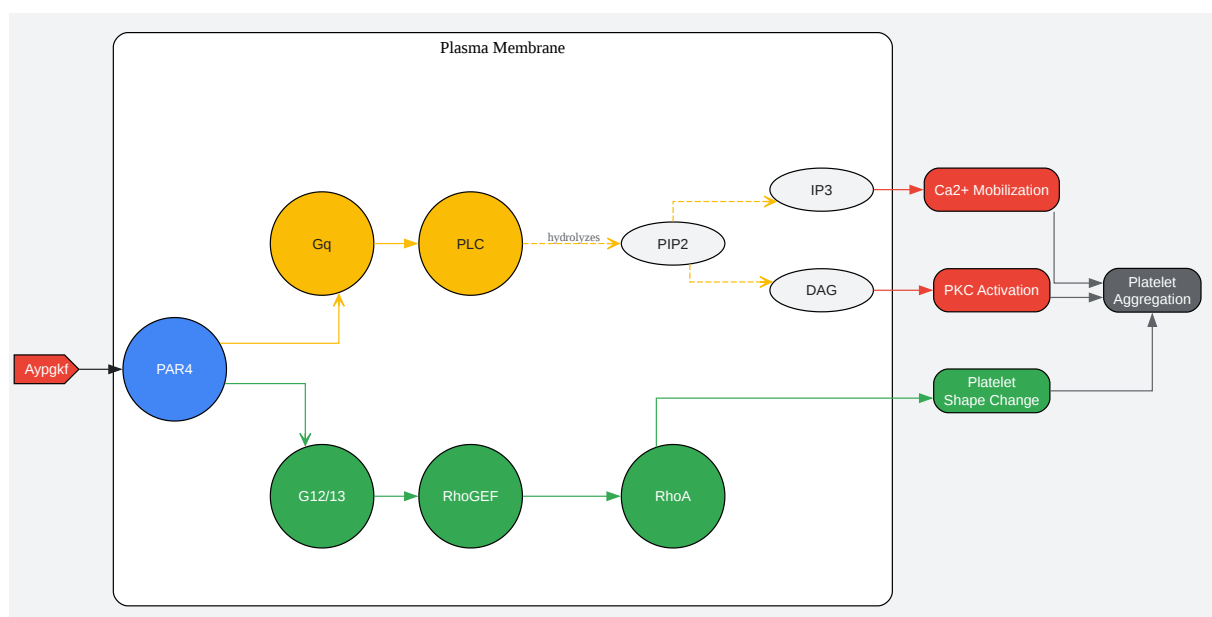 Plasma Membrane
IP3
Ca2+ Mobilization
Gq
PLC
hydrolyzes
PIP2
DAG
PKC Activation
Platelet
Aggregation
Aypgkf
PAR4
Platelet
Shape Change
G12/13
RhoGEF
RhoA